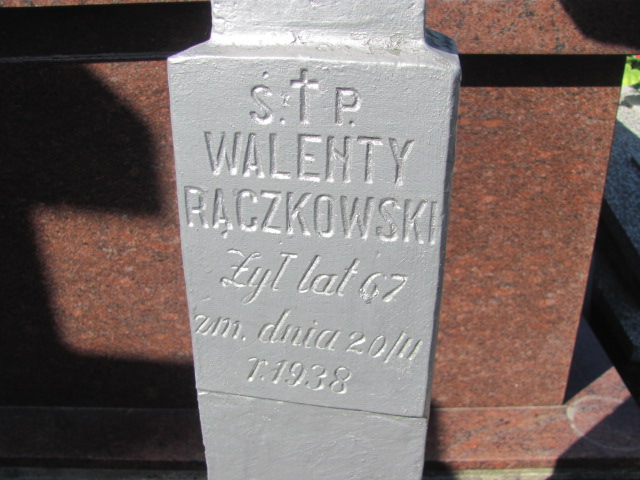 Ś.✝P.
WALENTY
RĄCZKOWSKI
Żył lat 67
zm. dnia 20/II
r. 1938